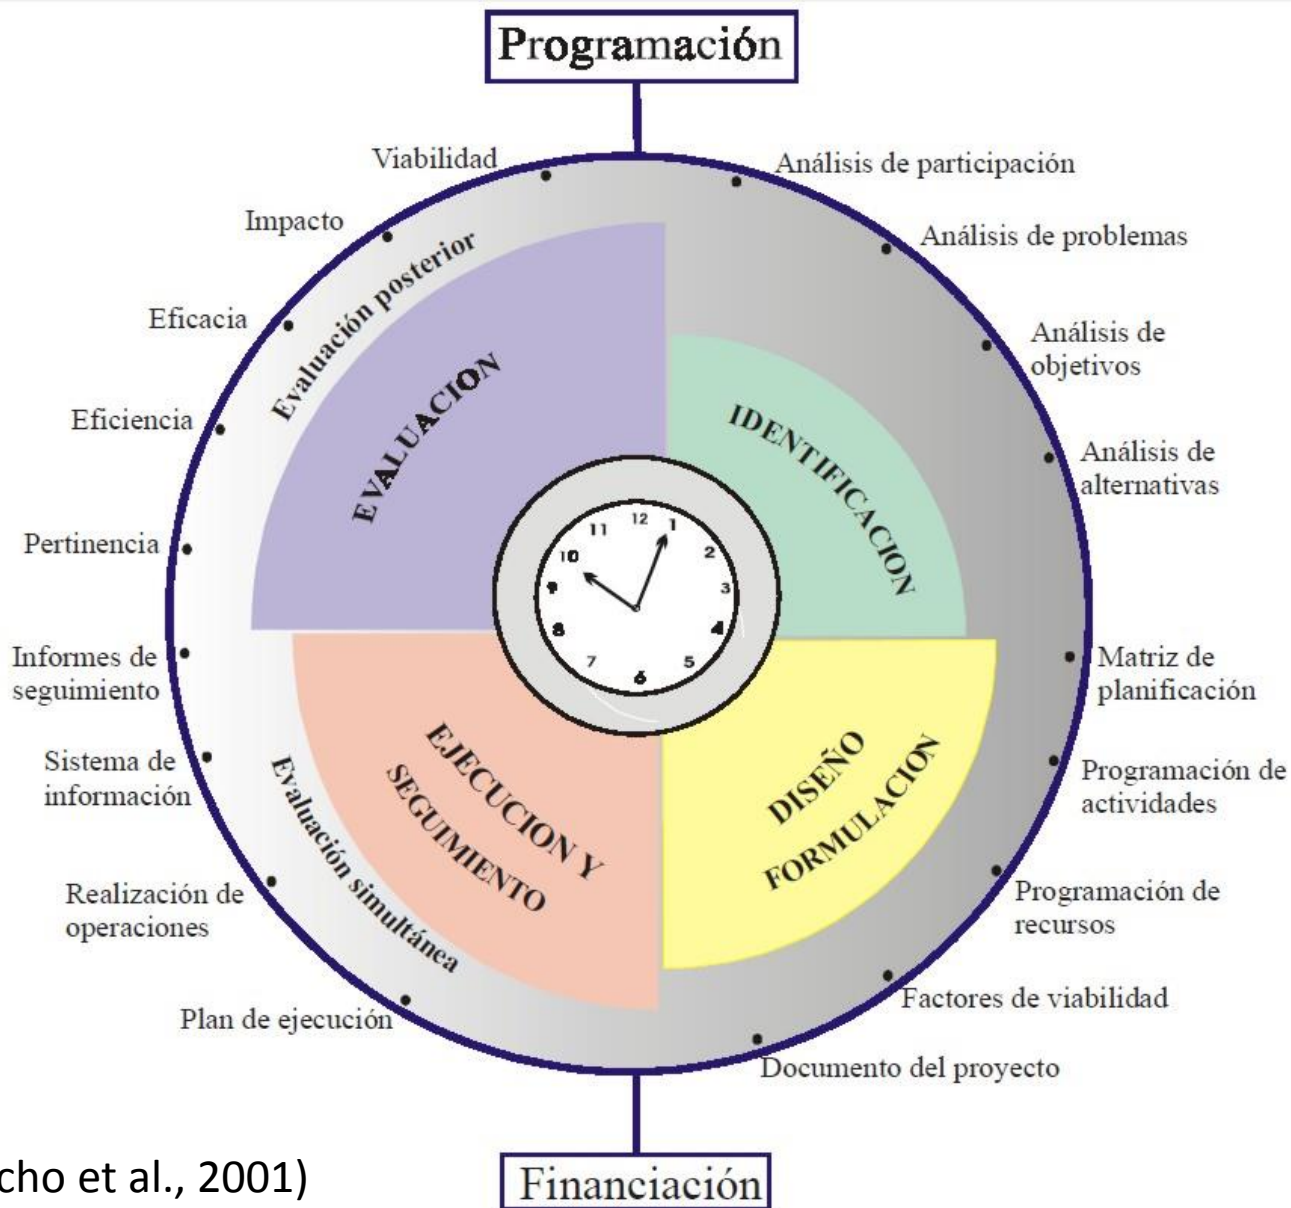 Programación
Viabilidad
Análisis de participación
Impacto
Análisis de problemas
Evaluación posterior
Eficacia
Análisis de
objetivos
EVALUACION
IDENTIFICACION
Eficiencia
Análisis de
alternativas
Pertinencia
12
1
2
3
4
5
6
7
8
9
10
11
Informes de
seguimiento
Matriz de
planificación
Sistema de
información
Programación de
actividades
EJECUCION Y
SEGUIMIENTO
DISEÑO
FORMULACION
Evaluación simultánea
Realización de
operaciones
Programación de
recursos
Plan de ejecución
Factores de viabilidad
Documento del proyecto
cho et al., 2001)
Financiación